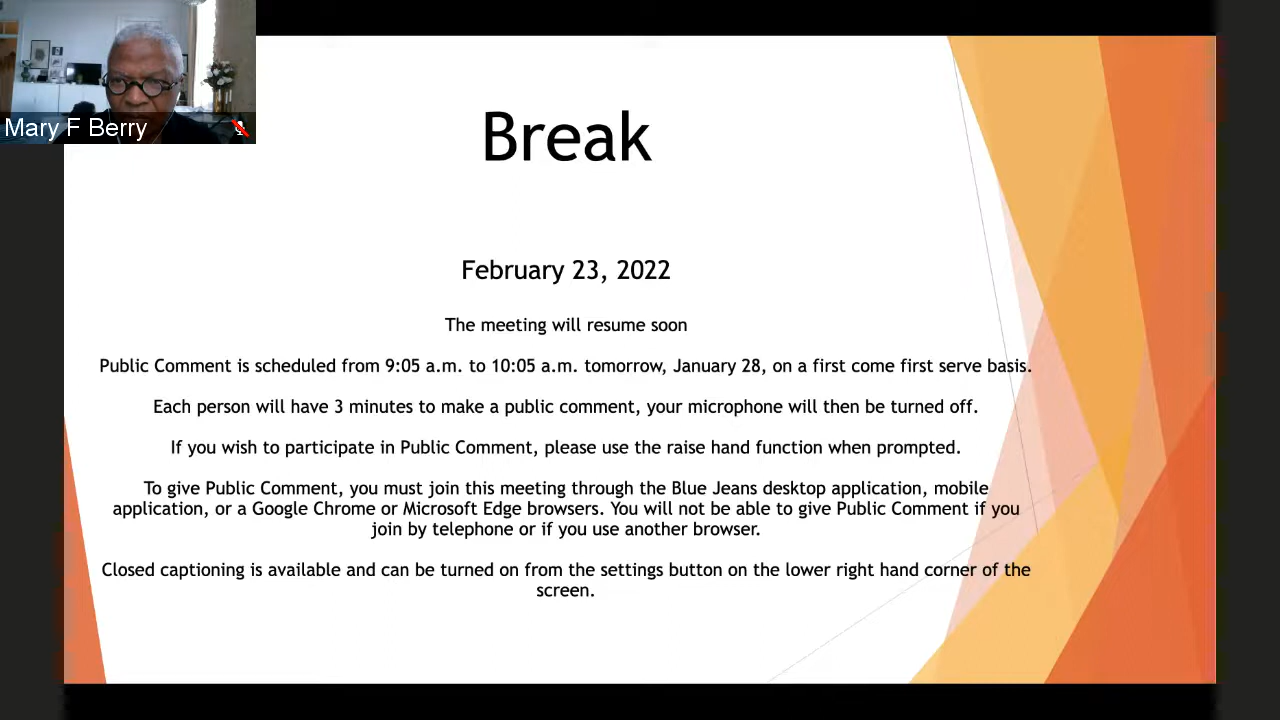 Mary F Berry
Break
February 23, 2022
The meeting will resume soon
Public Comment is scheduled from 9:05 a.m. to 10:05 a.m. tomorrow, January 28, on a first come first serve basis.
Each person will have 3 minutes to make a public comment, your microphone will then be turned off.
If you wish to participate in Public Comment, please use the raise hand function when prompted.
To give Public Comment, you must join this meeting through the Blue Jeans desktop application, mobile
application, or a Google Chrome or Microsoft Edge browsers. You will not be able to give Public Comment if you
join by telephone or if you use another browser.
Closed captioning is available and can be turned on from the settings button on the lower right hand corner of the
screen.